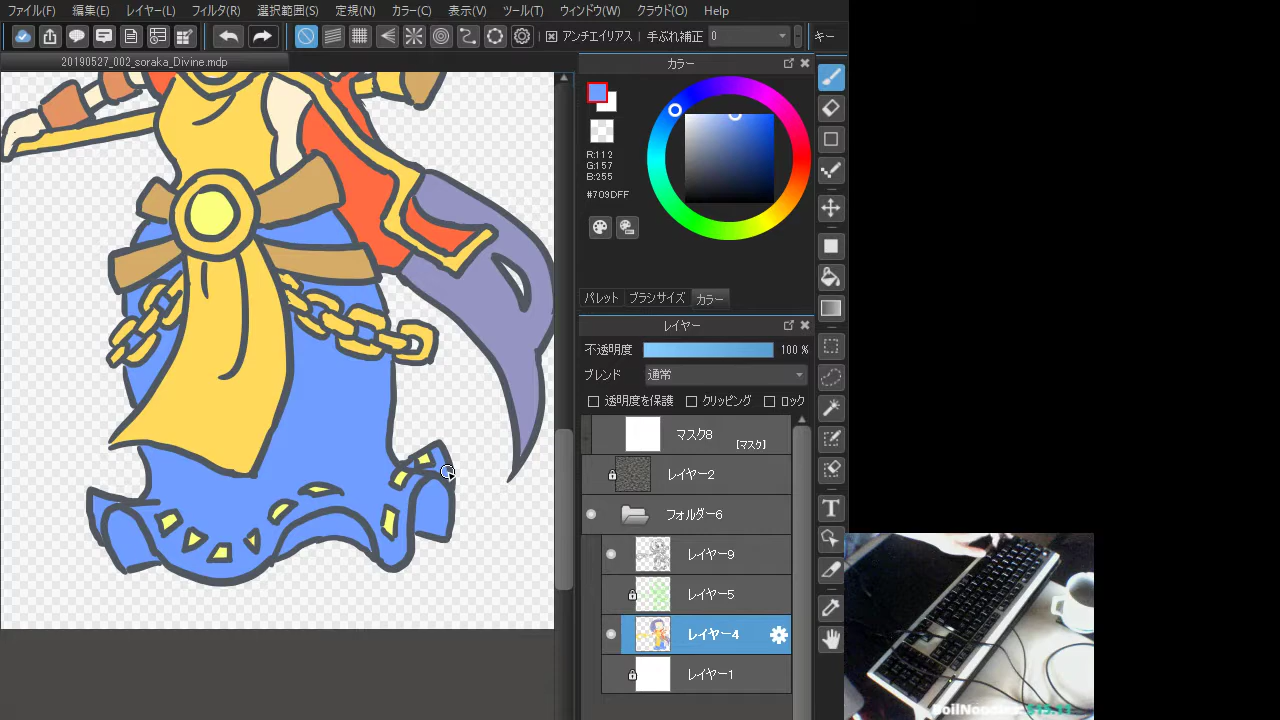 ファイル(F) 編集(E) レイヤー(L) フィルタ(R) 選択範囲(S) 定規(N) カラー(C) 表示(V) ツール(T) ウィンドウ(W) クラウド(O) Help
アンチエイリアス 手ぶれ補正 0 キー
20190527_002_soraka_Divine.mdp
カラー
R:112
G:157
B:255
#709DFF
パレット ブラシサイズ カラー
レイヤー
不透明度 100 %
ブレンド 通常
透明度を保護 クリッピング ロック
マスク8 [マスク]
レイヤー2
フォルダー6
レイヤー9
レイヤー5
レイヤー4
レイヤー1
T